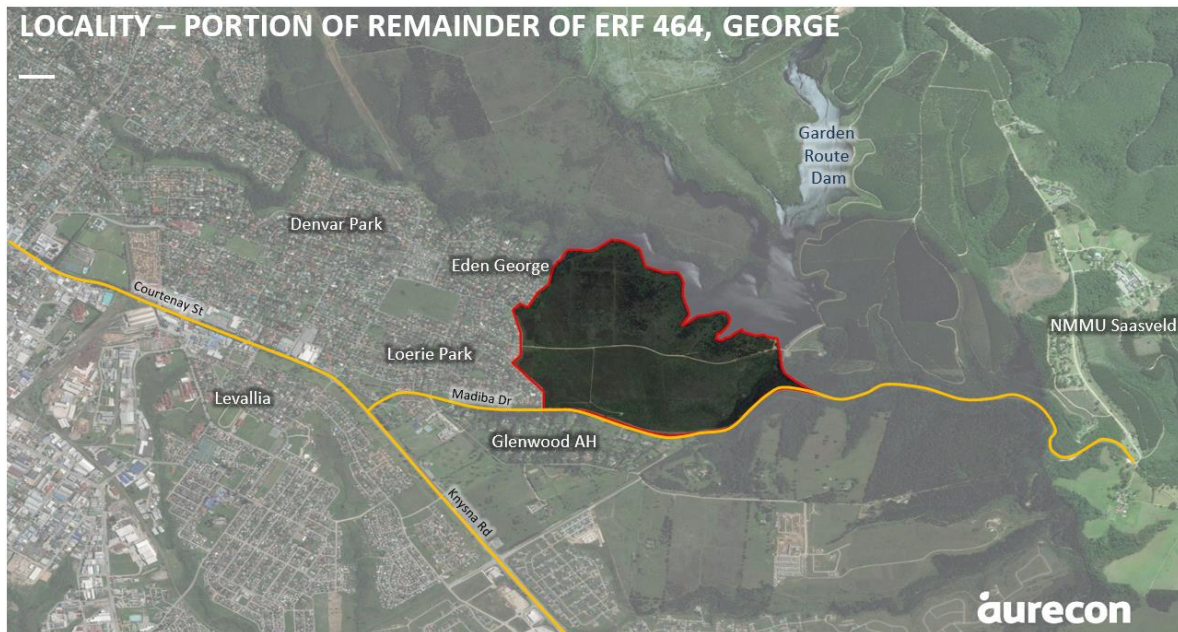 LOCALITY – PORTION OF REMAINDER OF ERF 464, GEORGE
Garden
Route
Dam
Denvar Park
Eden George
Courtenay St
NMMU Saasveld
Loerie Park
Levallia
Madiba Dr
Glenwood AH
Knysna Rd
aurecon